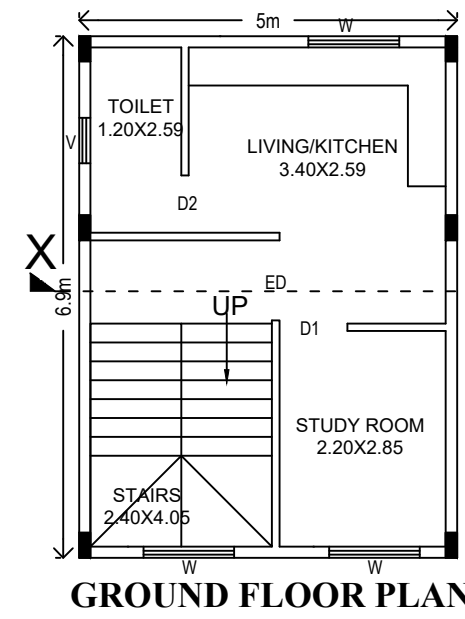 5m
W
TOILET
1.20X2.59
V
LIVING/KITCHEN
3.40X2.59
D2
X
6.9m
ED
UP
D1
STUDY ROOM
2.20X2.85
STAIRS
2.40X4.05
W
W
GROUND FLOOR PLAN